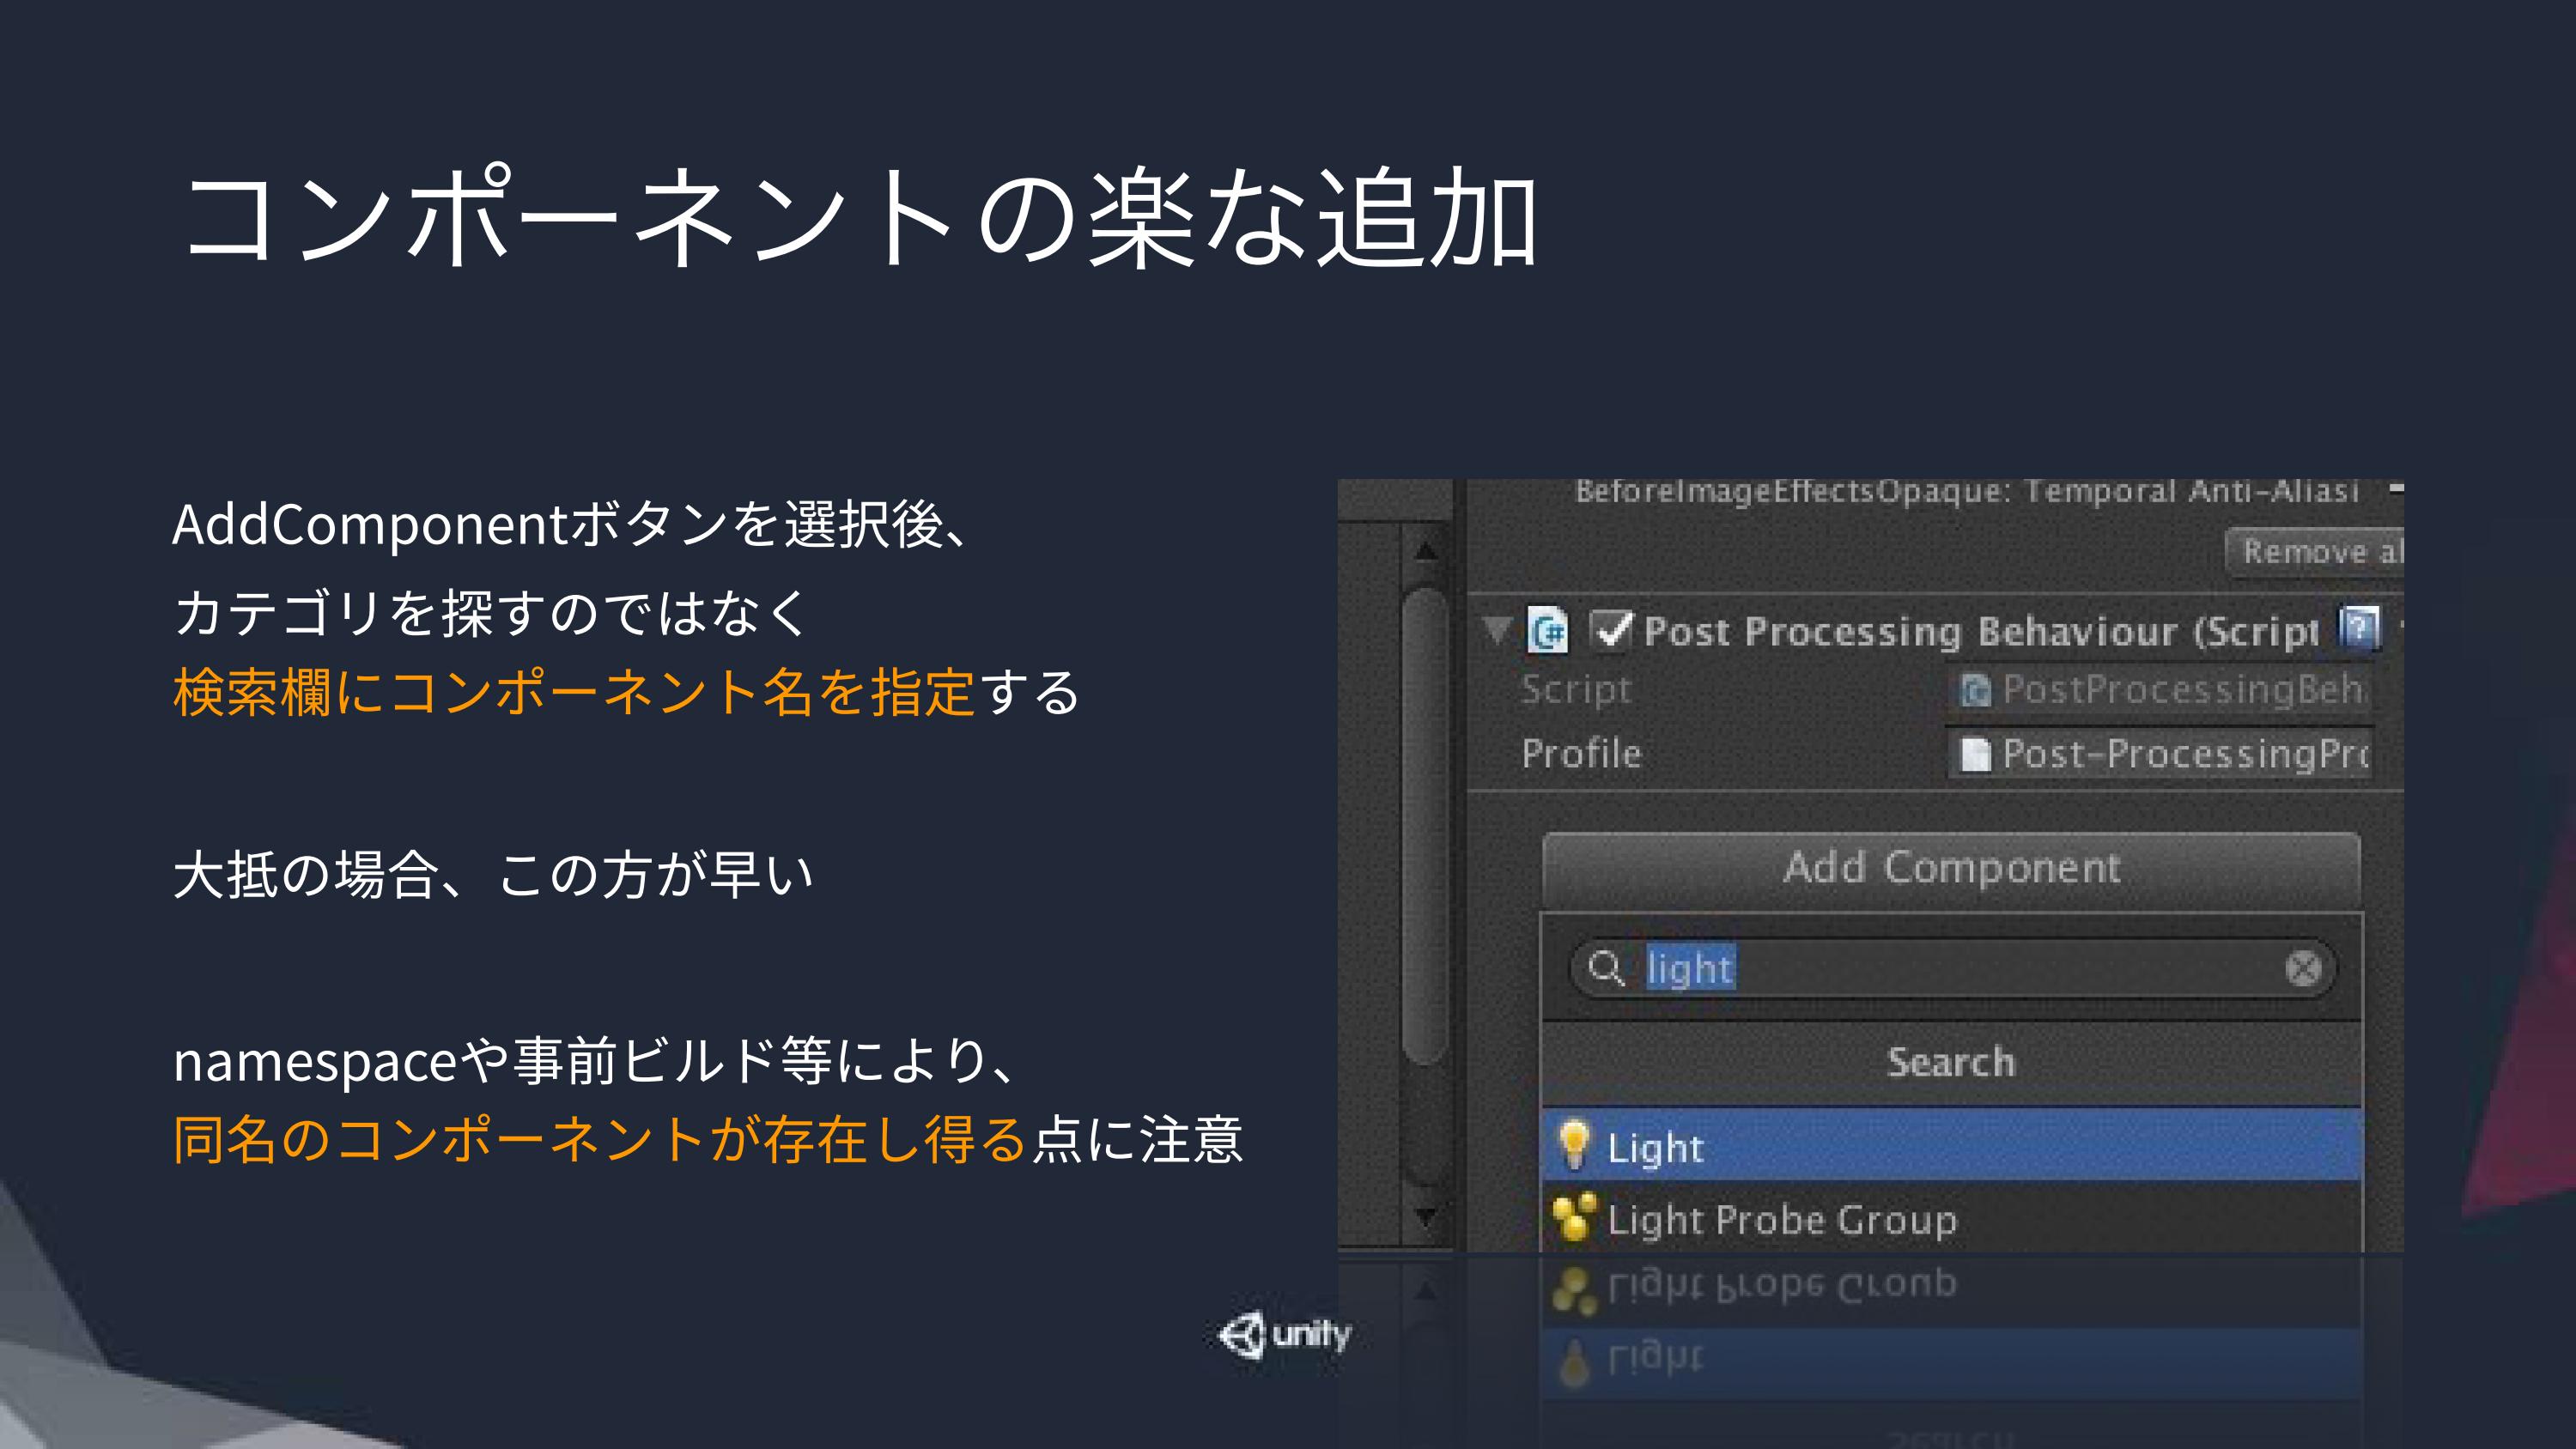 コンポーネントの楽な追加
AddComponentボタンを選択後、
カテゴリを探すのではなく
検索欄にコンポーネント名を指定する
大抵の場合、この方が早い
namespaceや事前ビルド等により、
同名のコンポーネントが存在し得る点に注意
BeforeImageEffectsOpaque: Temporal Anti-Aliasi
Remove al
Post Processing Behaviour (Script
Script
PostProcessingBeh
Profile
Post-ProcessingPro
Add Component
light
Search
Light
Light Probe Group
unity